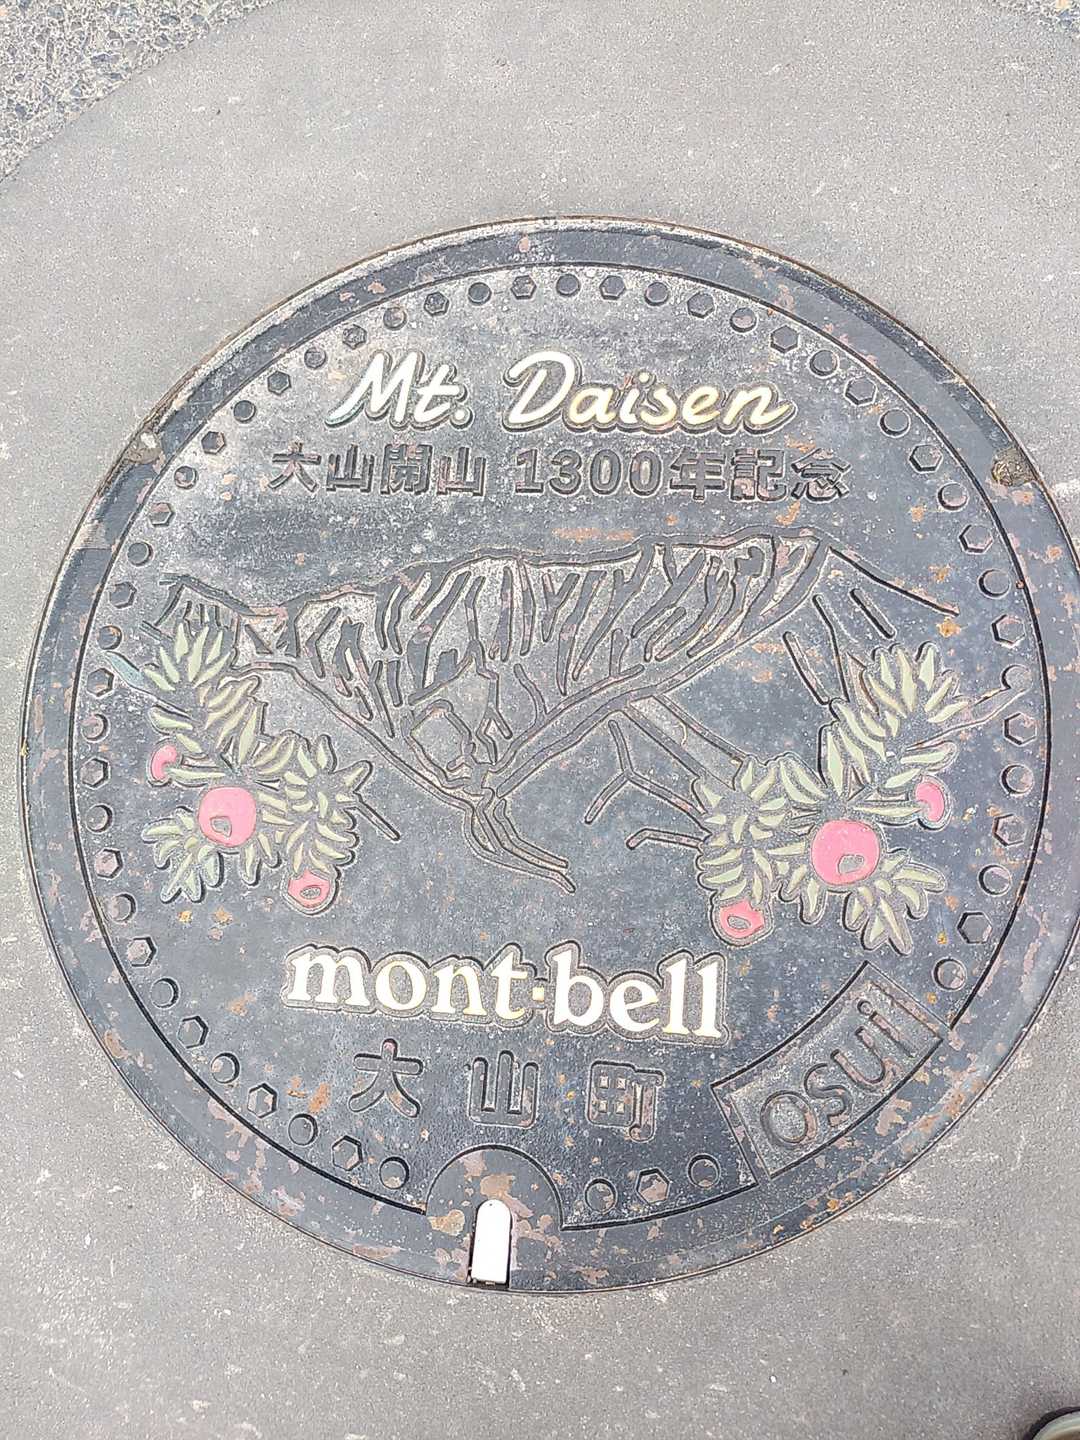 Mt. Daisen
大山開山 1300年記念
mont·bell
大山町
Osui